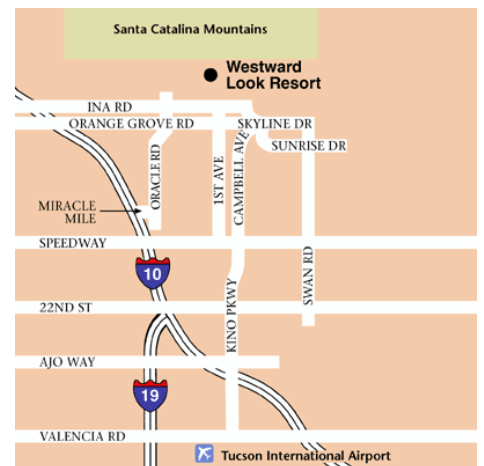 Santa Catalina Mountains
Westward
Look Resort
INA RD
ORANGE GROVE RD
SKYLINE DR
SUNRISE DR
ORACLE RD
1ST AVE
CAMPBELL AVE
MIRACLE
MILE
SPEEDWAY
10
SWAN RD
22ND ST
KINO PKWY
AJO WAY
19
VALENCIA RD
Tucson International Airport